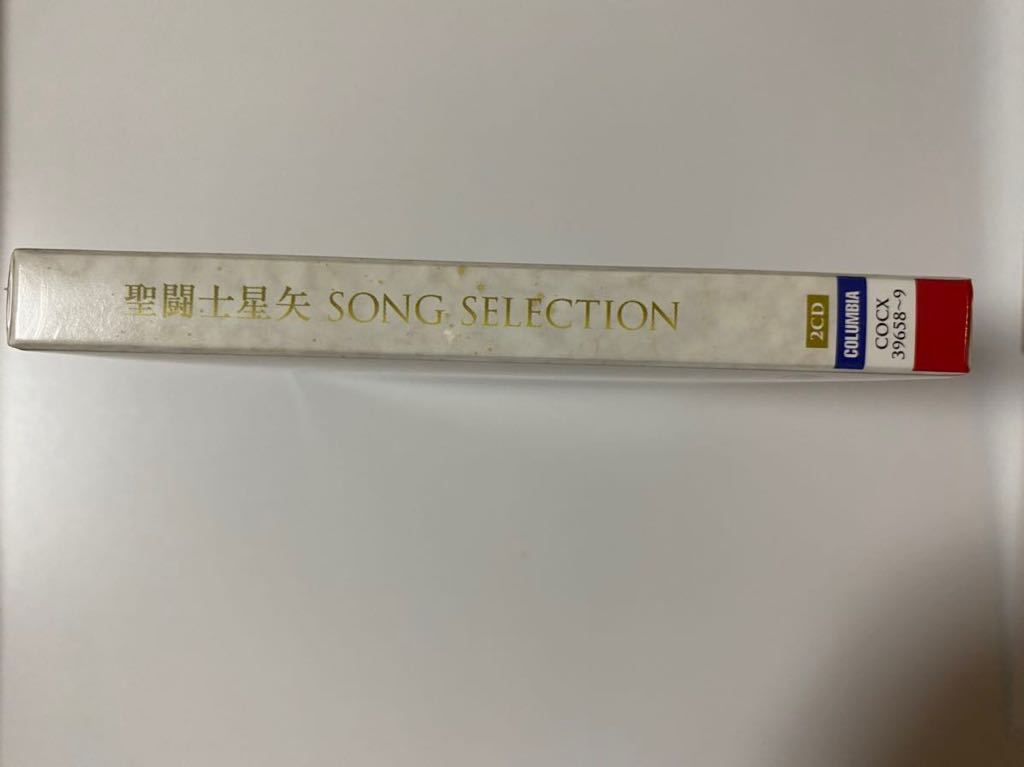 聖闘士星矢 SONG SELECTION
2CD
COLUMBIA
COCX
39658~9